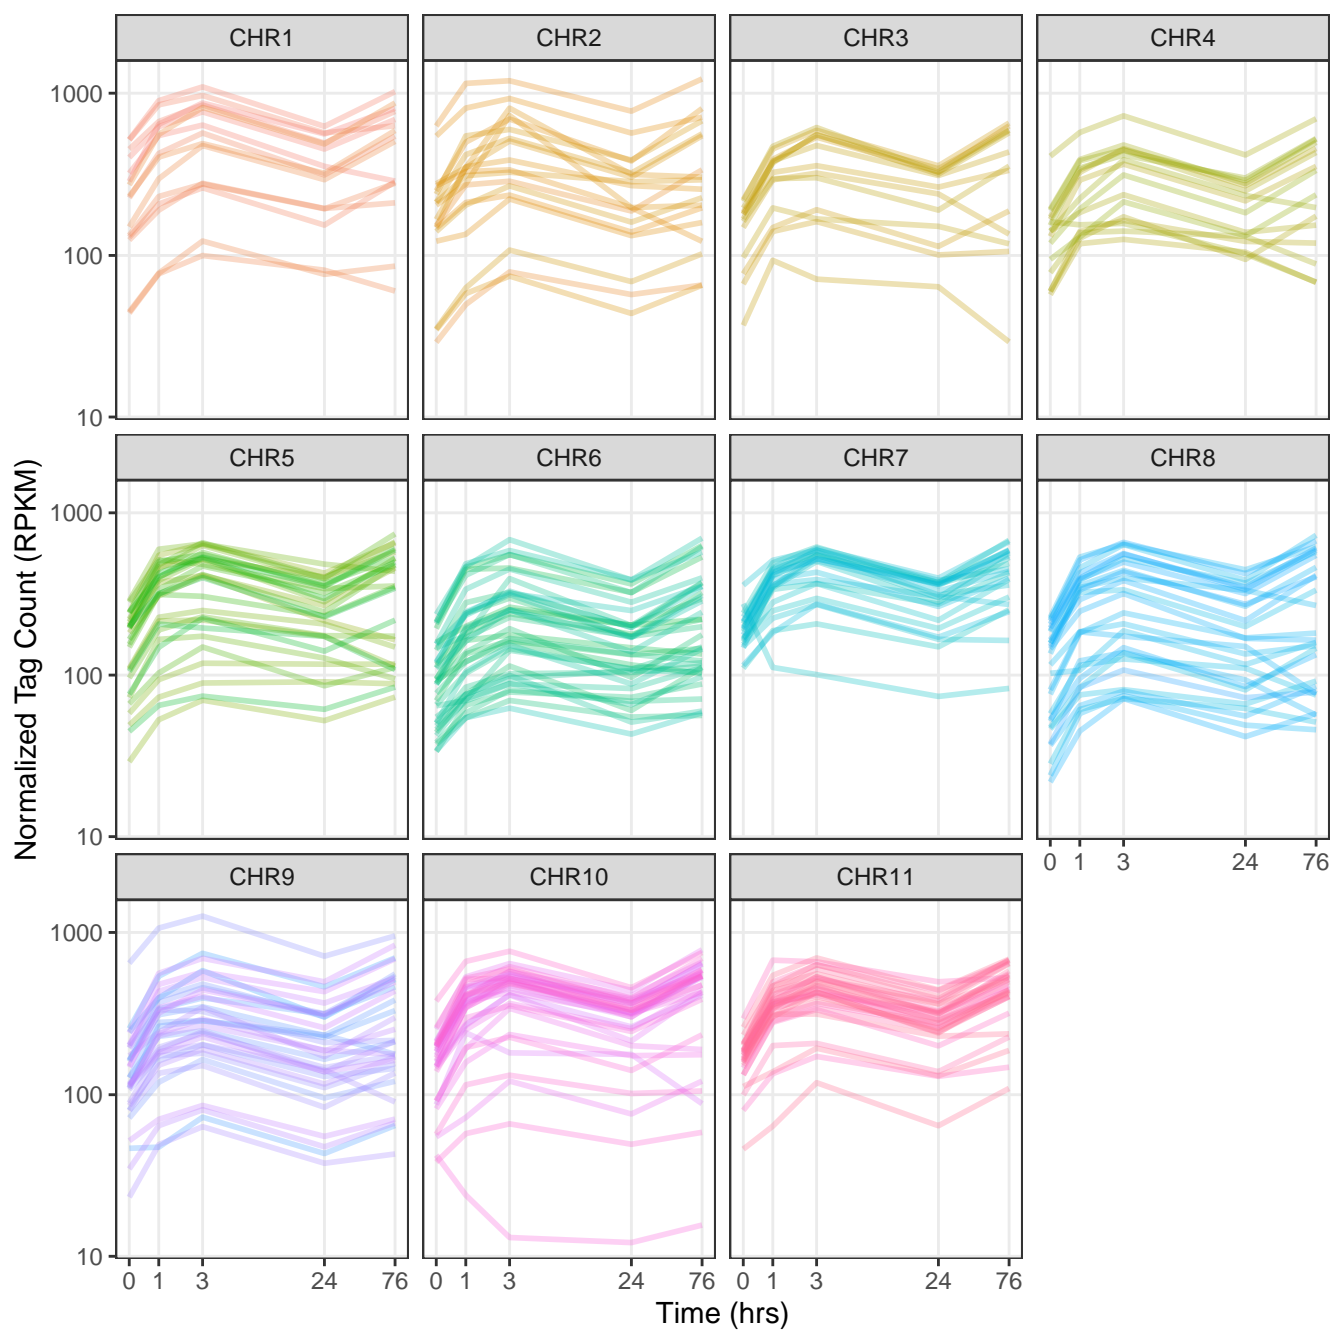 CHR1 CHR2 CHR3 CHR4
1000
100
10
CHR5 CHR6 CHR7 CHR8
1000
100
10
0 1 3 24 76
CHR9 CHR10 CHR11
1000
100
10
0 1 3 24 76 0 1 3 24 76 0 1 3 24 76
Time (hrs)
Normalized Tag Count (RPKM)